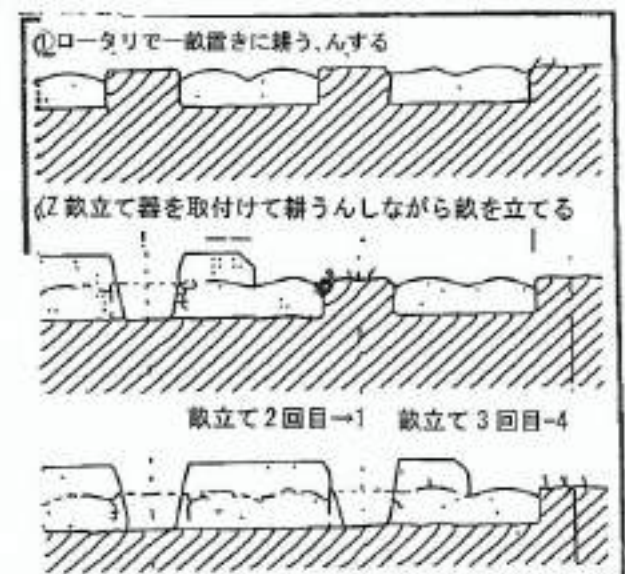 ①ロータリで一畝置きに耕う、んする
(Z 畝立て器を取付けて耕うんしながら畝を立てる
畝立て2回目→1 畝立て3回目-4